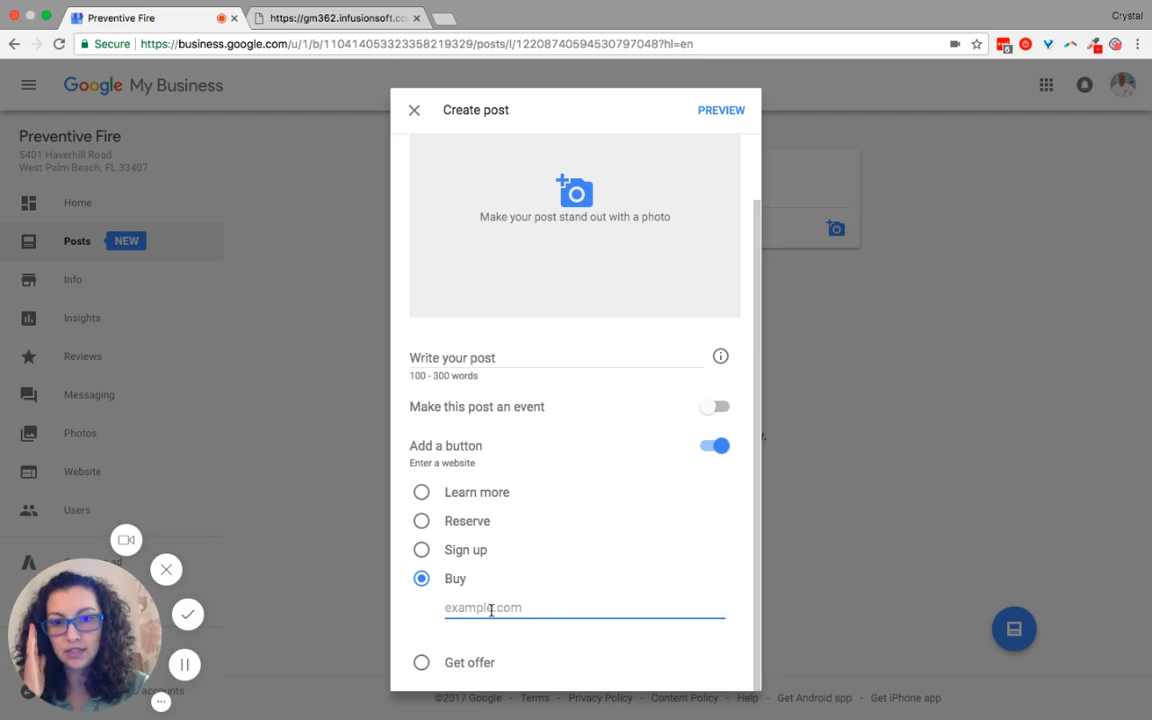 Preventive Fire
https://gm362.infusionsoft.co
Crystal
Secure
https://business.google.com/u/1/b/110414053323358219329/posts/l/12208740594530797048?hl=en
Google My Business
Create post
PREVIEW
Preventive Fire
5401 Haverhill Road
West Palm Beach, FL 33407
Home
Posts
NEW
Info
Insights
Reviews
Messaging
Photos
Website
Users
Make your post stand out with a photo
Write your post
100 - 300 words
Make this post an event
Add a button
Enter a website
Learn more
Reserve
Sign up
Buy
example.com
Get offer
accounts
©2017 Google
Terms
Privacy Policy
Content Policy
Help
Get Android app
Get iPhone app